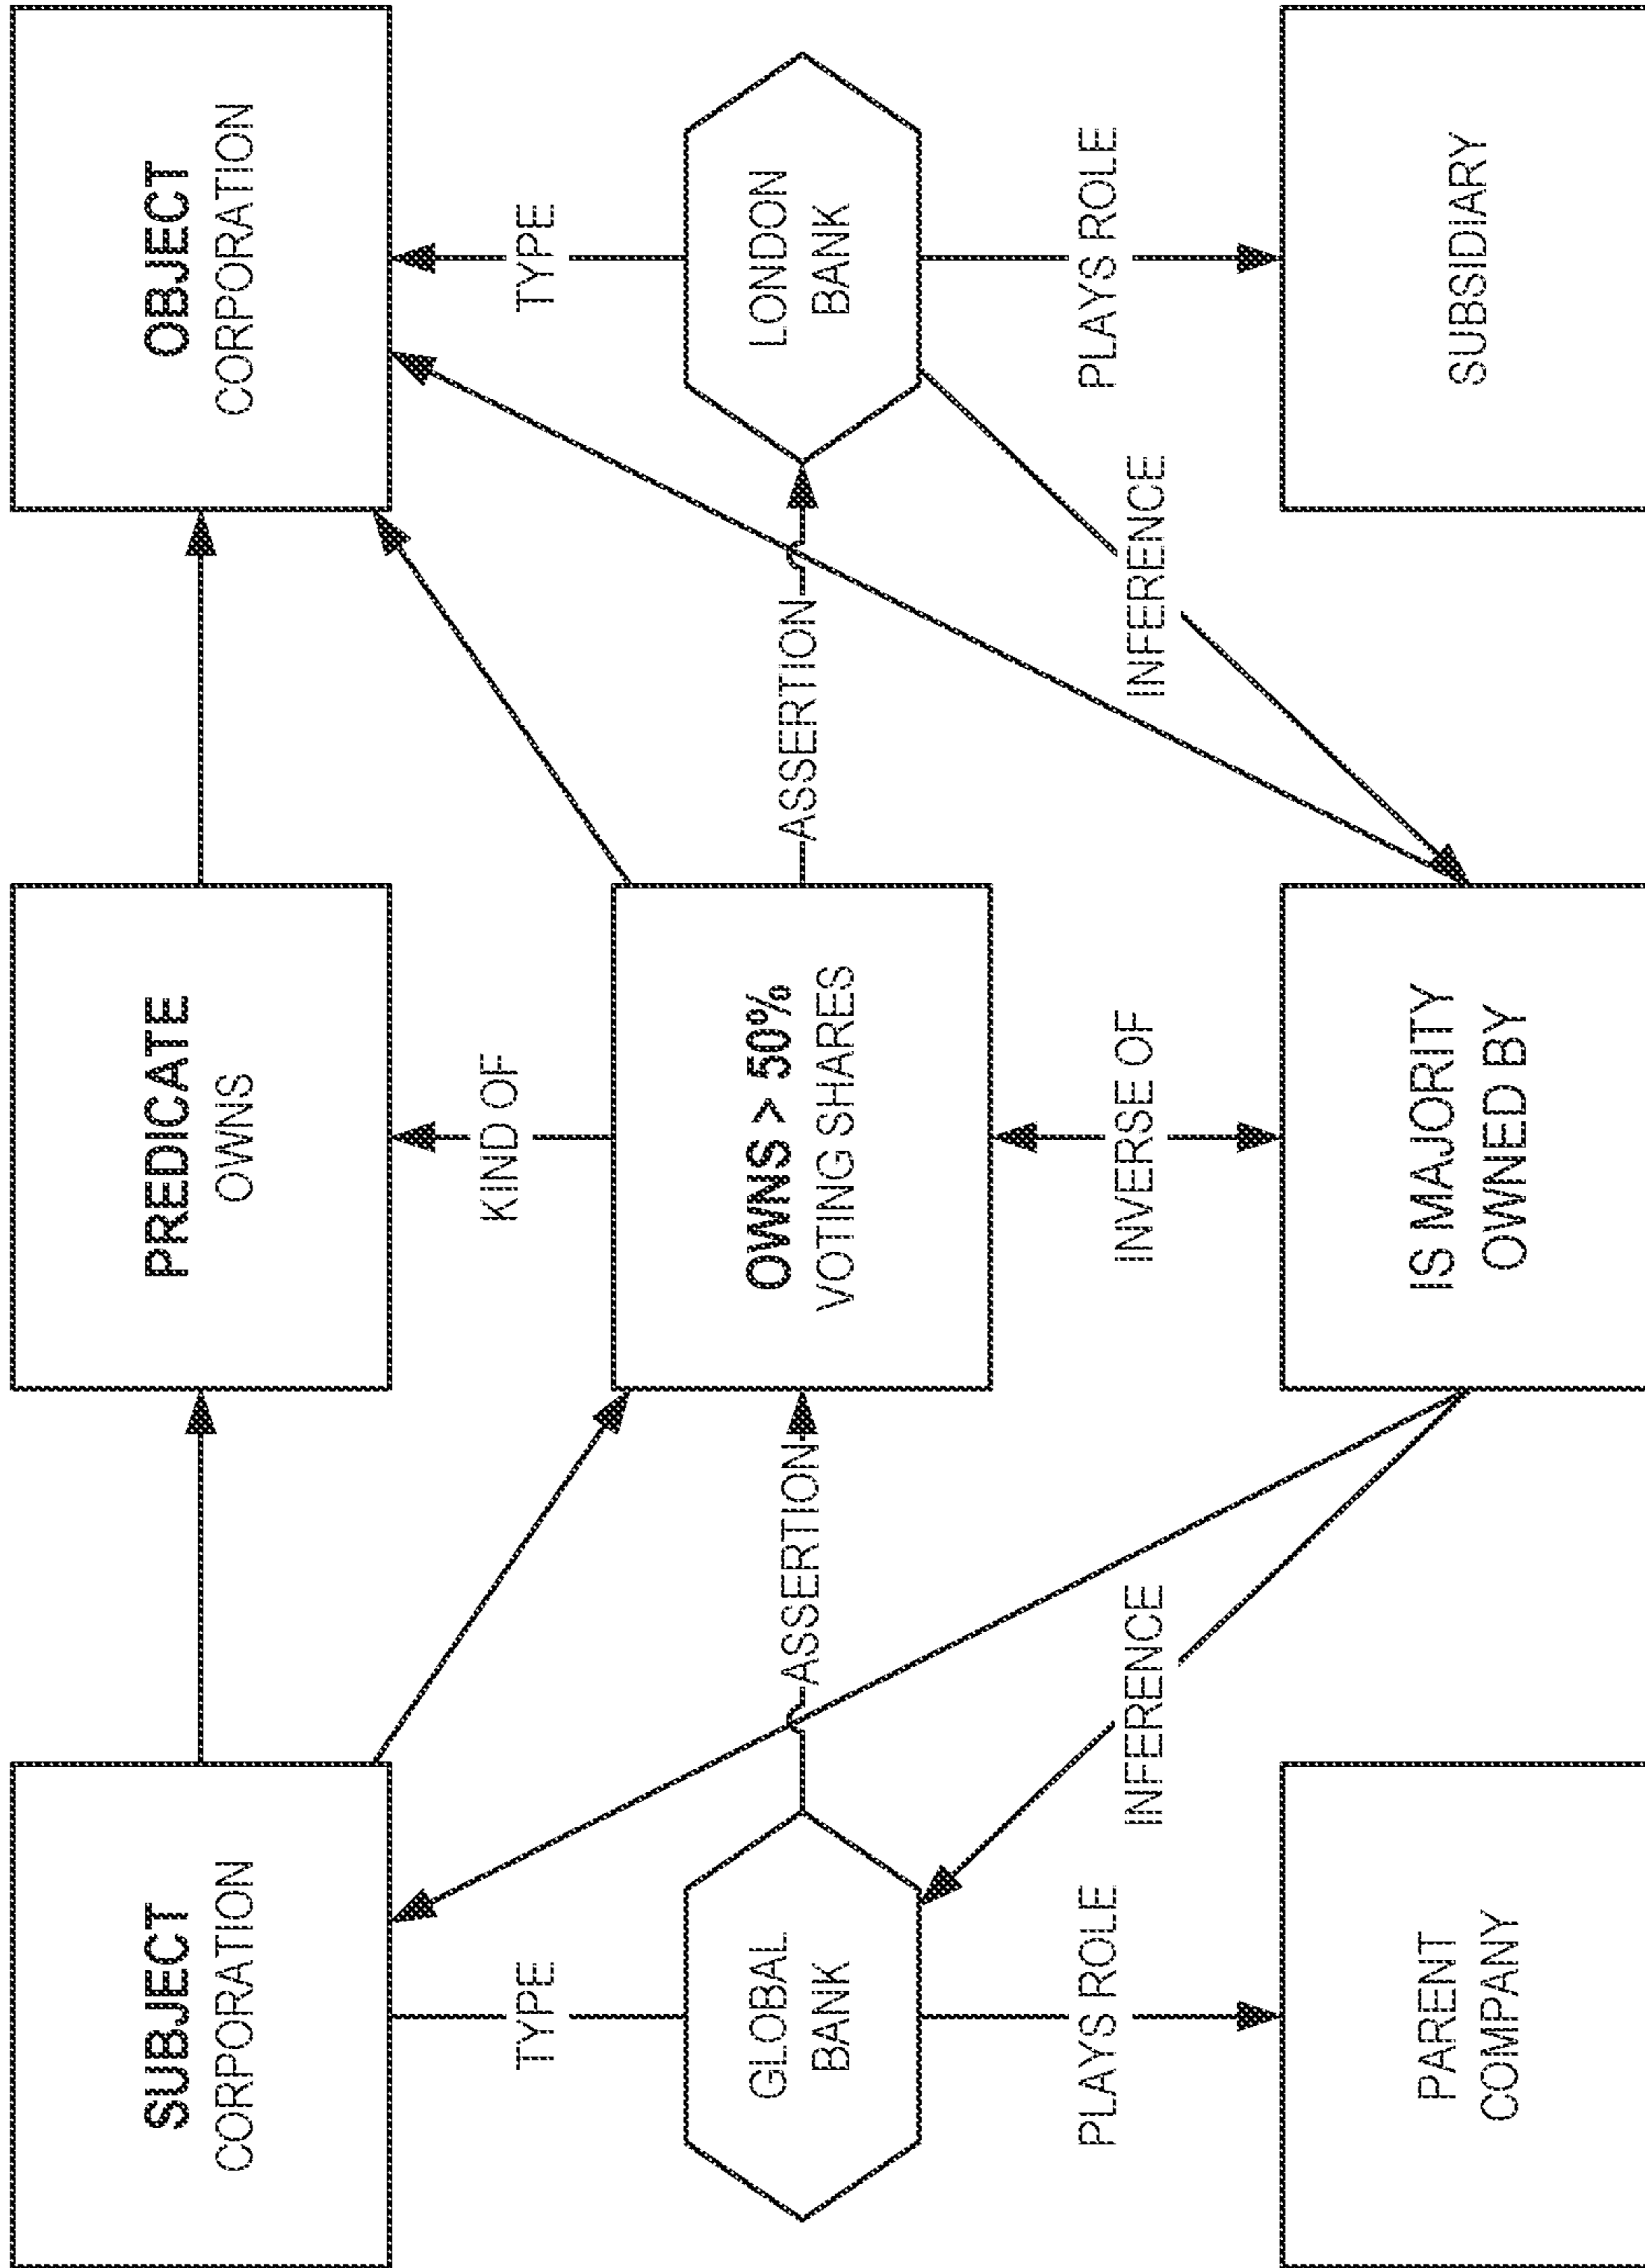 SUBJECT
CORPORATION
PREDICATE
OWNS
OBJECT
CORPORATION
TYPE
KIND OF
TYPE
GLOBAL
BANK
ASSERTION
OWNS > 50%
VOTING SHARES
ASSERTION
LONDON
BANK
PLAYS ROLE
INFERENCE
INVERSE OF
INFERENCE
PLAYS ROLE
PARENT
COMPANY
IS MAJORITY
OWNED BY
SUBSIDIARY